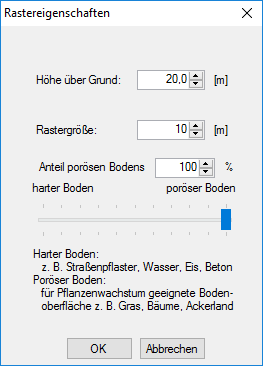 Rastereigenschaften
Höhe über Grund: 20,0 [m]
Rastergröße: 10 [m]
Anteil porösen Bodens 100 %
harter Boden poröser Boden
Harter Boden:
z. B. Straßenpflaster, Wasser, Eis, Beton
Poröser Boden:
für Pflanzenwachstum geeignete Boden-
oberfläche z. B. Gras, Bäume, Ackerland
OK Abbrechen